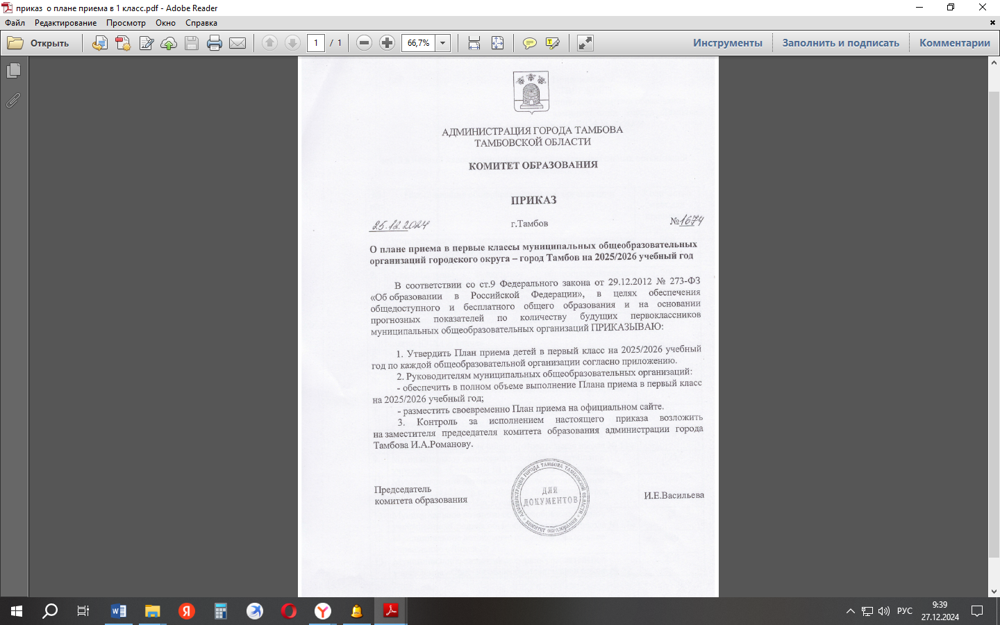 приказ  о плане приема в 1 класс.pdf - Adobe Reader
Файл Редактирование Просмотр Окно Справка
Открыть 1 / 1 66,7% Инструменты Заполнить и подписать Комментарии
АДМИНИСТРАЦИЯ ГОРОДА ТАМБОВА
ТАМБОВСКОЙ ОБЛАСТИ
КОМИТЕТ ОБРАЗОВАНИЯ
ПРИКАЗ
25.12.2024 г.Тамбов №1674
О плане приема в первые классы муниципальных общеобразовательных
организаций городского округа – город Тамбов на 2025/2026 учебный год
В соответствии со ст.9 Федерального закона от 29.12.2012 № 273-ФЗ
«Об образовании в Российской Федерации», в целях обеспечения
общедоступного и бесплатного общего образования и на основании
прогнозных показателей по количеству будущих первоклассников
муниципальных общеобразовательных организаций ПРИКАЗЫВАЮ:
1. Утвердить План приема детей в первый класс на 2025/2026 учебный
год по каждой общеобразовательной организации согласно приложению.
2. Руководителям муниципальных общеобразовательных организаций:
- обеспечить в полном объеме выполнение Плана приема в первый класс
на 2025/2026 учебный год;
- разместить своевременно План приема на официальном сайте.
3. Контроль за исполнением настоящего приказа возложить
на заместителя председателя комитета образования администрации города
Тамбова И.А.Романову.
Председатель
комитета образования
АДМИНИСТРАЦИЯ ГОРОДА ТАМБОВА ТАМБОВСКОЙ ОБЛАСТИ
КОМИТЕТ ОБРАЗОВАНИЯ
ДЛЯ
ДОКУМЕНТОВ
И.Е.Васильева
РУС
9:39
27.12.2024